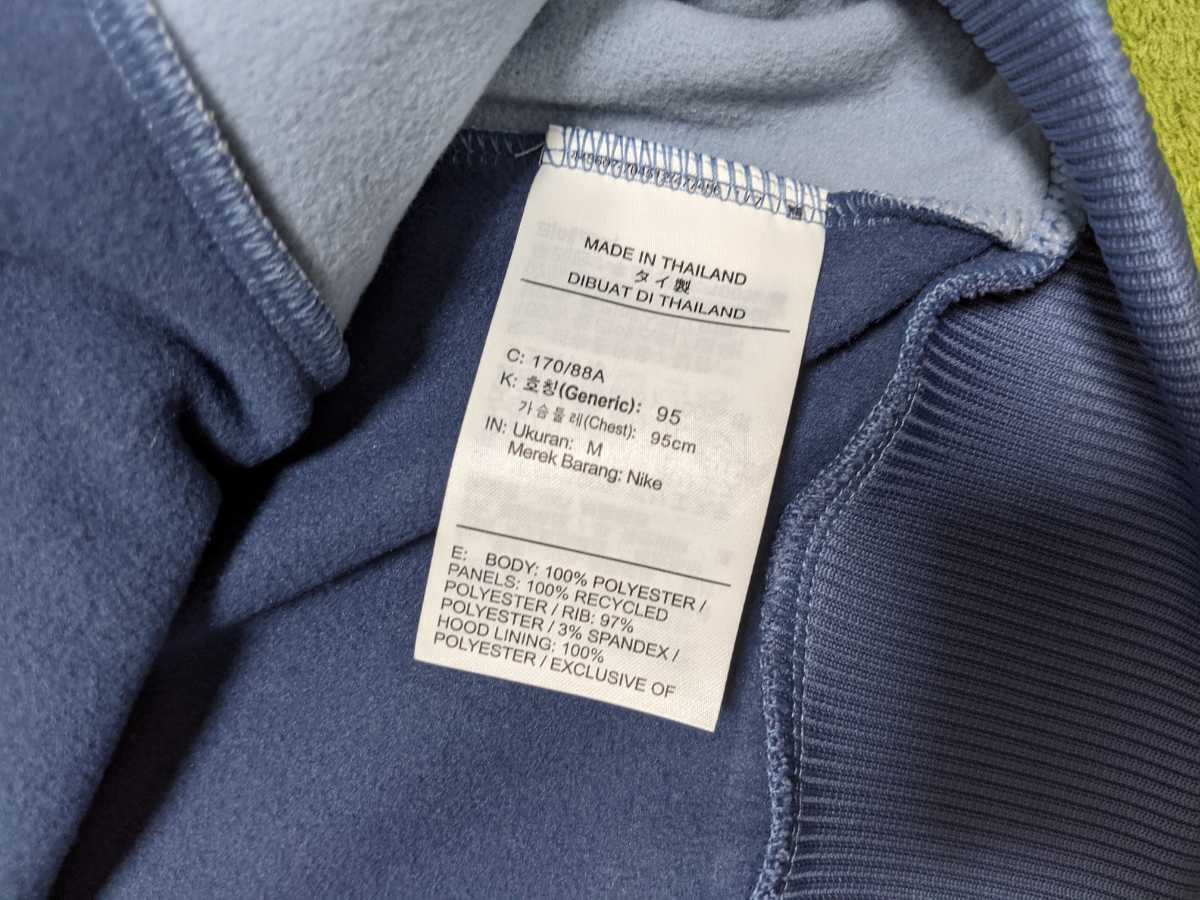 MADE IN THAILAND
タイ製
DIBUAT DI THAILAND
C: 170/88A
K: 호칭(Generic): 95
가슴둘레(Chest): 95cm
IN: Ukuran: M
Merek Barang: Nike
E: BODY: 100% POLYESTER /
PANELS: 100% RECYCLED
POLYESTER / RIB: 97%
POLYESTER / 3% SPANDEX /
HOOD LINING: 100%
POLYESTER / EXCLUSIVE OF